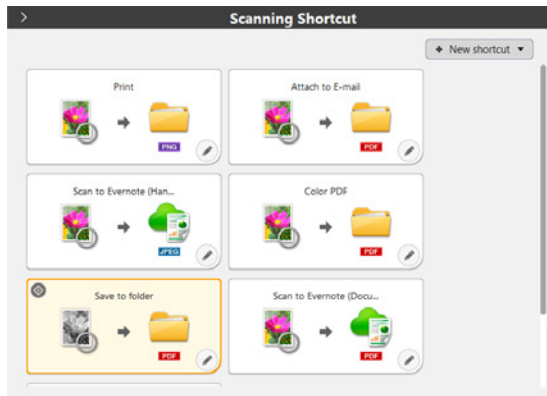 Scanning Shortcut
+ New shortcut
Print
PNG
Attach to E-mail
PDF
Scan to Evernote (Han...
JPEG
Color PDF
PDF
Save to folder
PDF
Scan to Evernote (Docu...
PDF